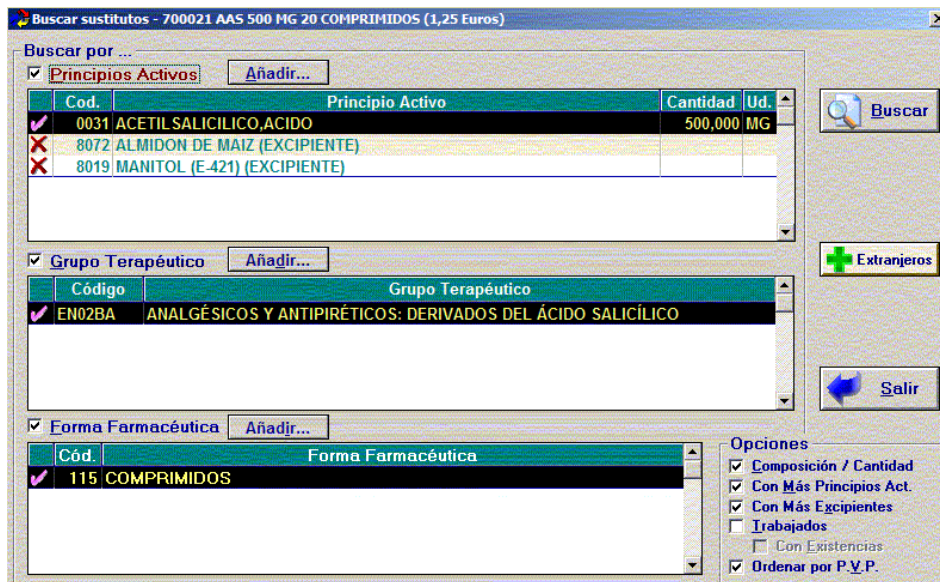 Buscar sustitutos - 700021 AAS 500 MG 20 COMPRIMIDOS (1,25 Euros)
Buscar por ...
Principios Activos Añadir...
Cod. Principio Activo Cantidad Ud.
0031 ACETILSALICILICO,ACIDO 500,000 MG
8072 ALMIDON DE MAIZ (EXCIPIENTE)
8019 MANITOL (E-421) (EXCIPIENTE)
Buscar
Grupo Terapéutico Añadir...
Extranjeros
Código Grupo Terapéutico
EN02BA ANALGÉSICOS Y ANTIPIRÉTICOS: DERIVADOS DEL ÁCIDO SALICÍLICO
Salir
Forma Farmacéutica Añadir...
Cód. Forma Farmacéutica
115 COMPRIMIDOS
Opciones
Composición / Cantidad
Con Más Principios Act.
Con Más Excipientes
Trabajados
Con Existencias
Ordenar por P.V.P.